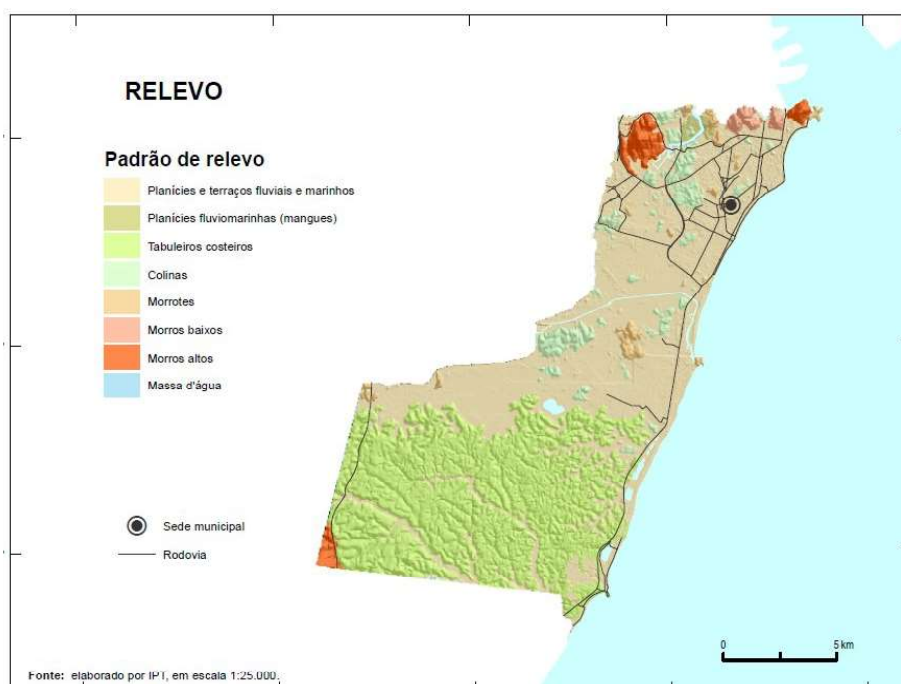 RELEVO
Padrão de relevo
Planícies e terraços fluviais e marinhos
Planícies fluviomarinhas (mangues)
Tabuleiros costeiros
Colinas
Morrotes
Morros baixos
Morros altos
Massa d'água
Sede municipal
Rodovia
0 5 km
Fonte: elaborado por IPT, em escala 1:25.000.